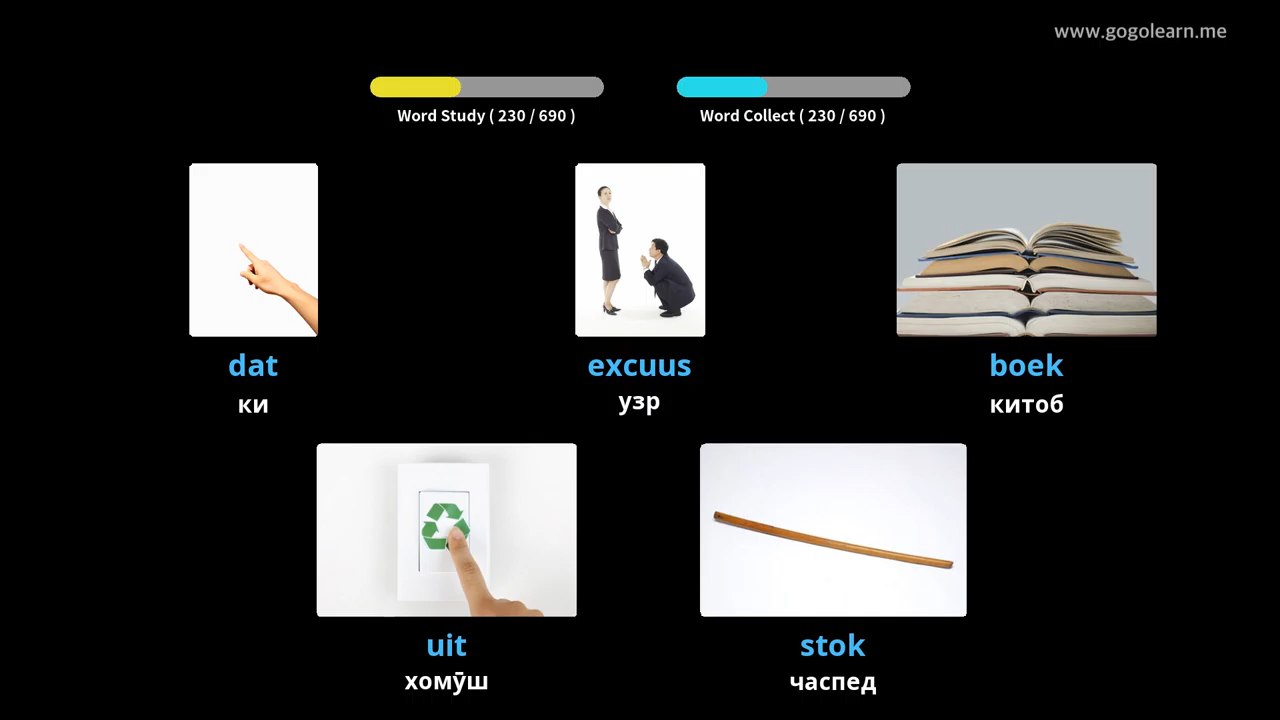 www.gogolearn.me
Word Study ( 230 / 690 )
Word Collect ( 230 / 690 )
dat
ки
excuus
узр
boek
китоб
uit
хомӯш
stok
часпед